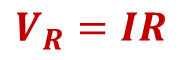 V_R = IR